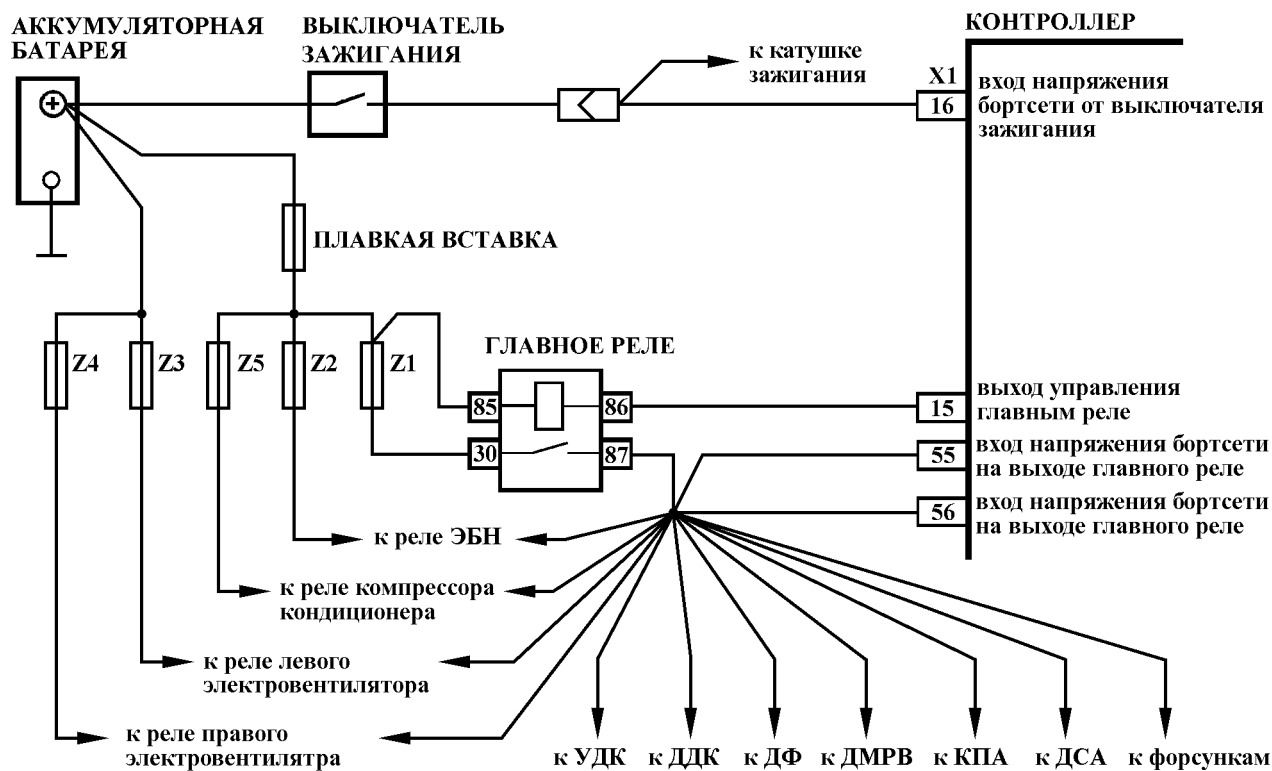 АККУМУЛЯТОРНАЯ
БАТАРЕЯ
ВЫКЛЮЧАТЕЛЬ
ЗАЖИГАНИЯ
КОНТРОЛЛЕР
к катушке
зажигания
X1
16
вход напряжения
бортсети от выключателя
зажигания
ПЛАВКАЯ ВСТАВКА
Z4
Z3
Z5
Z2
Z1
ГЛАВНОЕ РЕЛЕ
85
86
30
87
15
выход управления
главным реле
55
вход напряжения бортсети
на выходе главного реле
56
вход напряжения бортсети
на выходе главного реле
к реле ЭБН
к реле компрессора
кондиционера
к реле левого
электровентилятора
к реле правого
электровентилятра
к УДК
к ДДК
к ДФ
к ДМРВ
к КПА
к ДСА
к форсункам